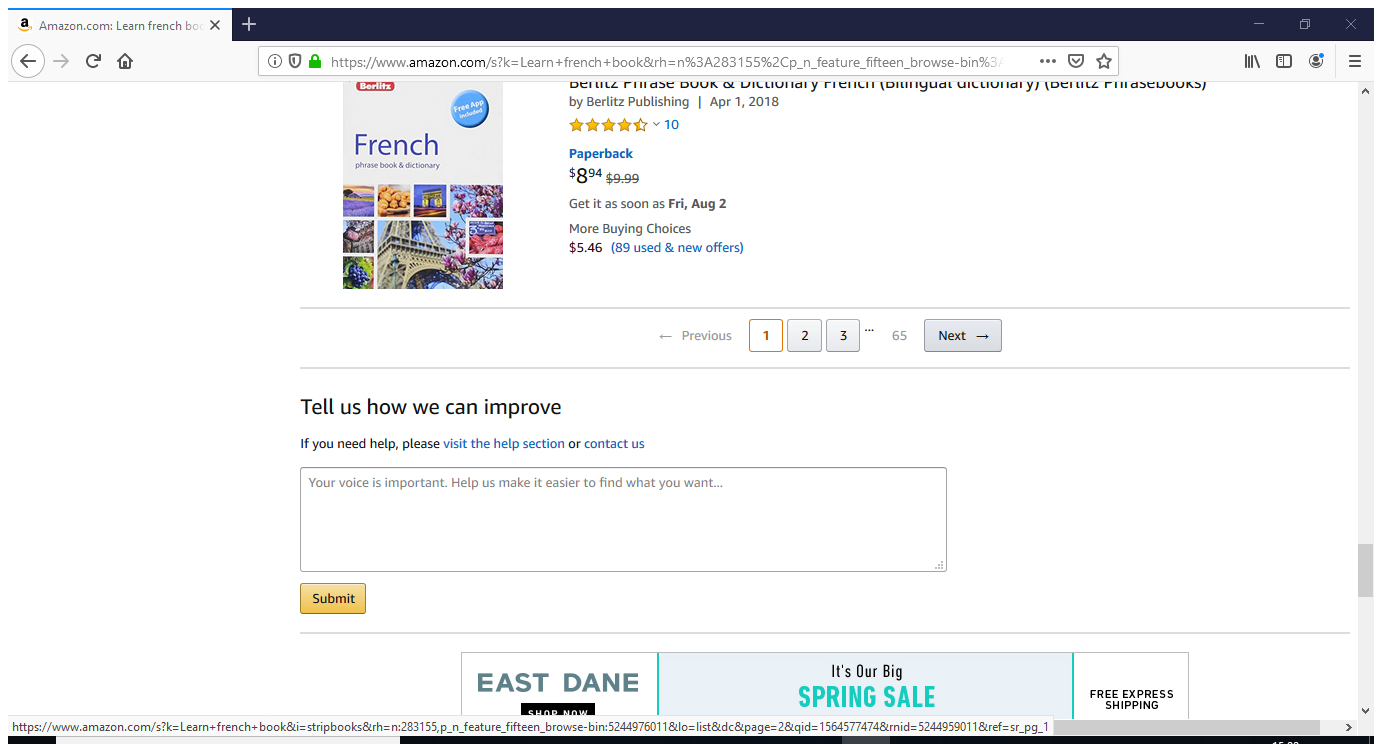 Amazon.com: Learn french boo
https://www.amazon.com/s?k=Learn+french+book&rh=n%3A283155%2Cp_n_feature_fifteen_browse-bin%3A
Berlitz
Free App
included
French
phrase book & dictionary
Berlitz Phrase Book & Dictionary French (Bilingual dictionary) (Berlitz Phrasebooks)
by Berlitz Publishing | Apr 1, 2018
10
Paperback
$8.94 $9.99
Get it as soon as Fri, Aug 2
More Buying Choices
$5.46 (89 used & new offers)
← Previous 1 2 3 ... 65 Next →
Tell us how we can improve
If you need help, please visit the help section or contact us
Your voice is important. Help us make it easier to find what you want...
Submit
EAST DANE
SHOP NOW
It's Our Big
SPRING SALE
FREE EXPRESS
SHIPPING
https://www.amazon.com/s?k=Learn+french+book&i=stripbooks&rh=n:283155,p_n_feature_fifteen_browse-bin:5244976011&lo=list&dc&page=2&qid=1564577474&rnid=5244959011&ref=sr_pg_1